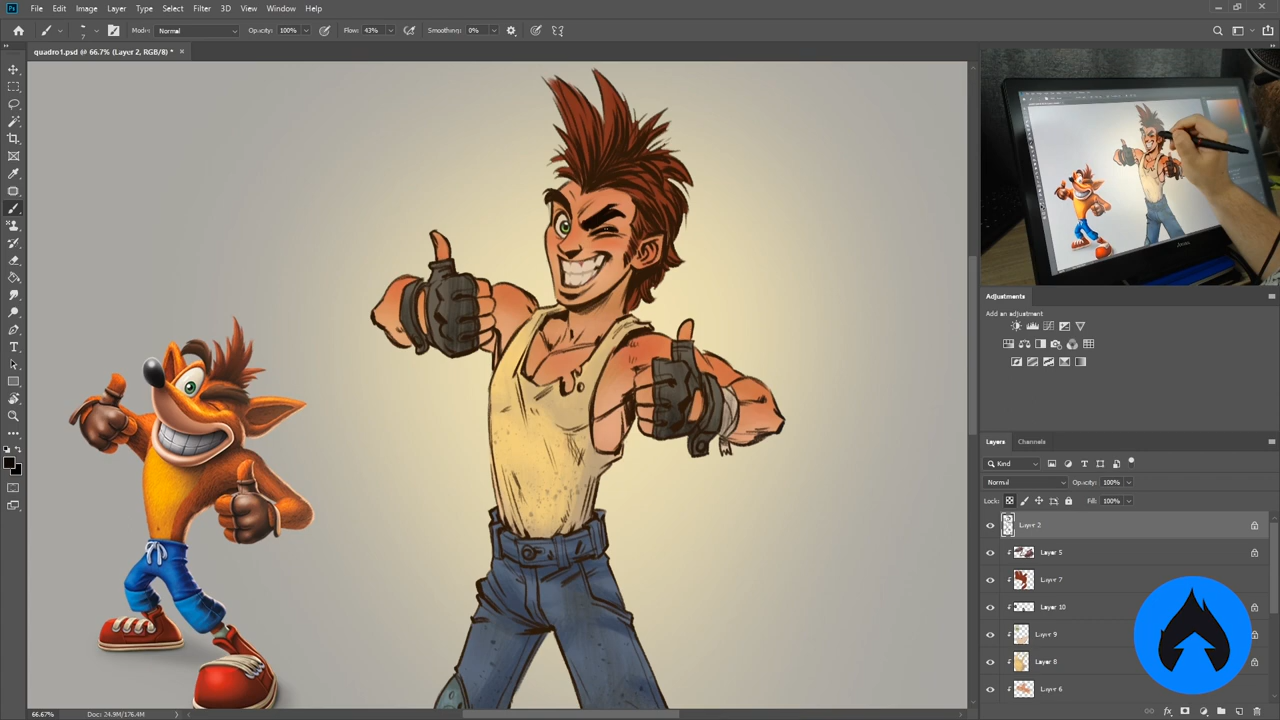 Ps File Edit Image Layer Type Select Filter 3D View Window Help
Mode: Normal Opacity: 100% Flow: 43% Smoothing: 0%
quadro1.psd @ 66.7% (Layer 2, RGB/8) * ×
Adjustments
Add an adjustment
Layers Channels
Kind
Normal Opacity: 100%
Lock: Fill: 100%
Layer 2
Layer 5
Layer 7
Layer 10
Layer 9
Layer 8
Layer 6
66.67% Doc: 24.9M/176.4M